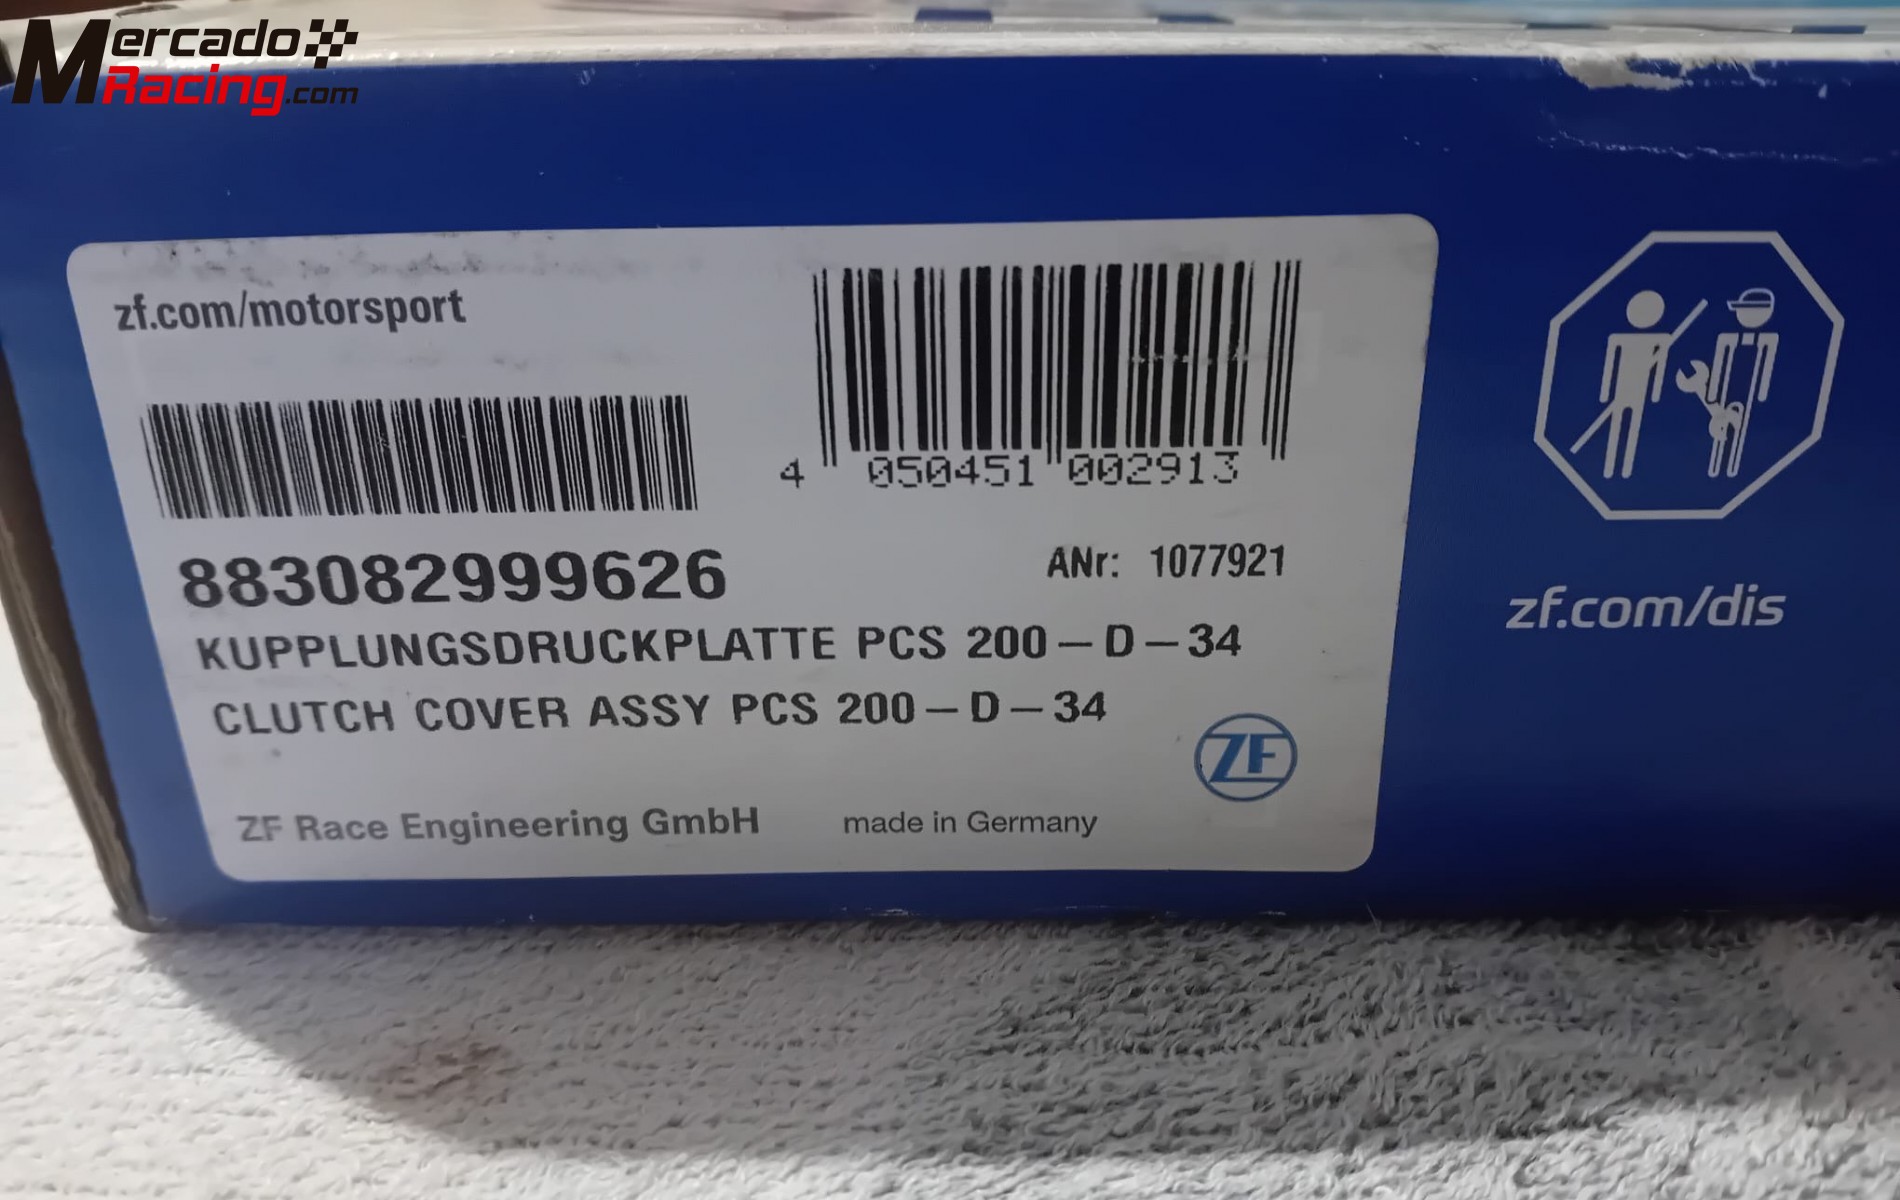 Mercado
Racing.com
zf.com/motorsport
4 050451 002913
883082999626
ANr: 1077921
KUPPLUNGSDRUCKPLATTE PCS 200-D-34
CLUTCH COVER ASSY PCS 200-D-34
ZF
ZF Race Engineering GmbH made in Germany
zf.com/dis